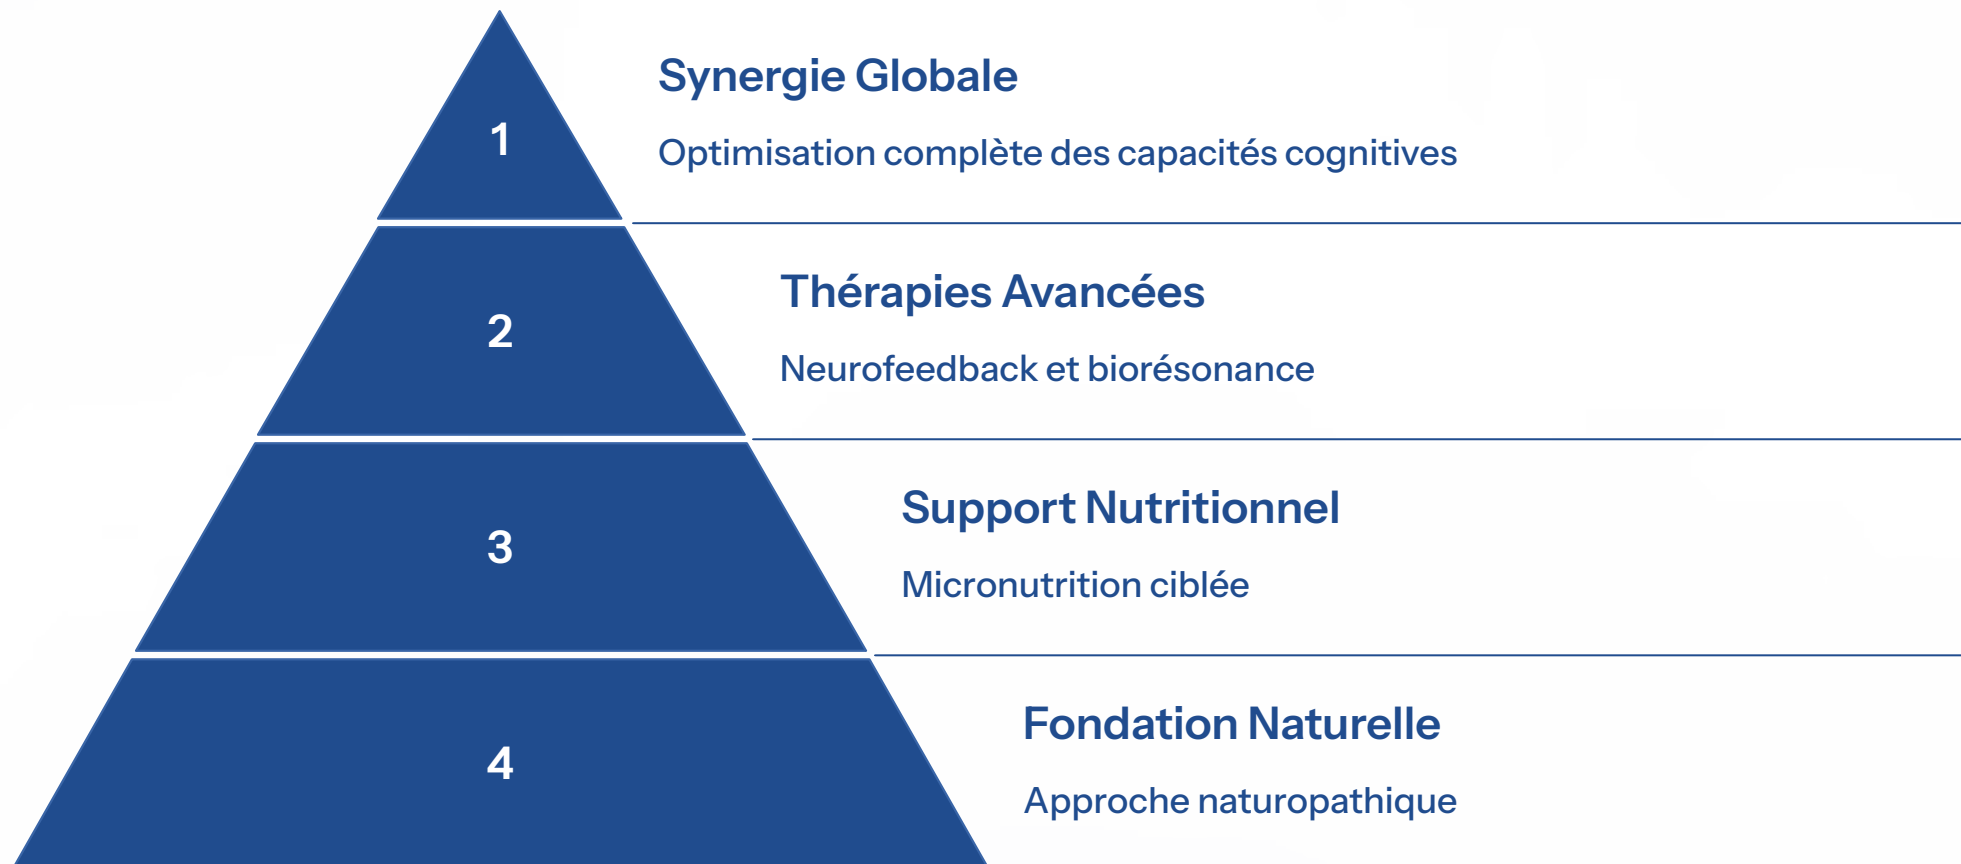 1
Synergie Globale
Optimisation complète des capacités cognitives
2
Thérapies Avancées
Neurofeedback et biorésonance
3
Support Nutritionnel
Micronutrition ciblée
4
Fondation Naturelle
Approche naturopathique